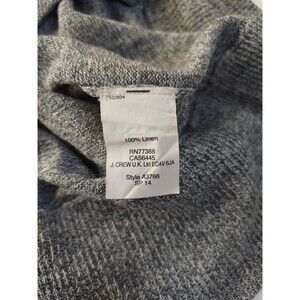 100% Linen
RN77388
CA56445
J. CREW U.K. Ltd EC4V 6JA
Style A3766
SP 14